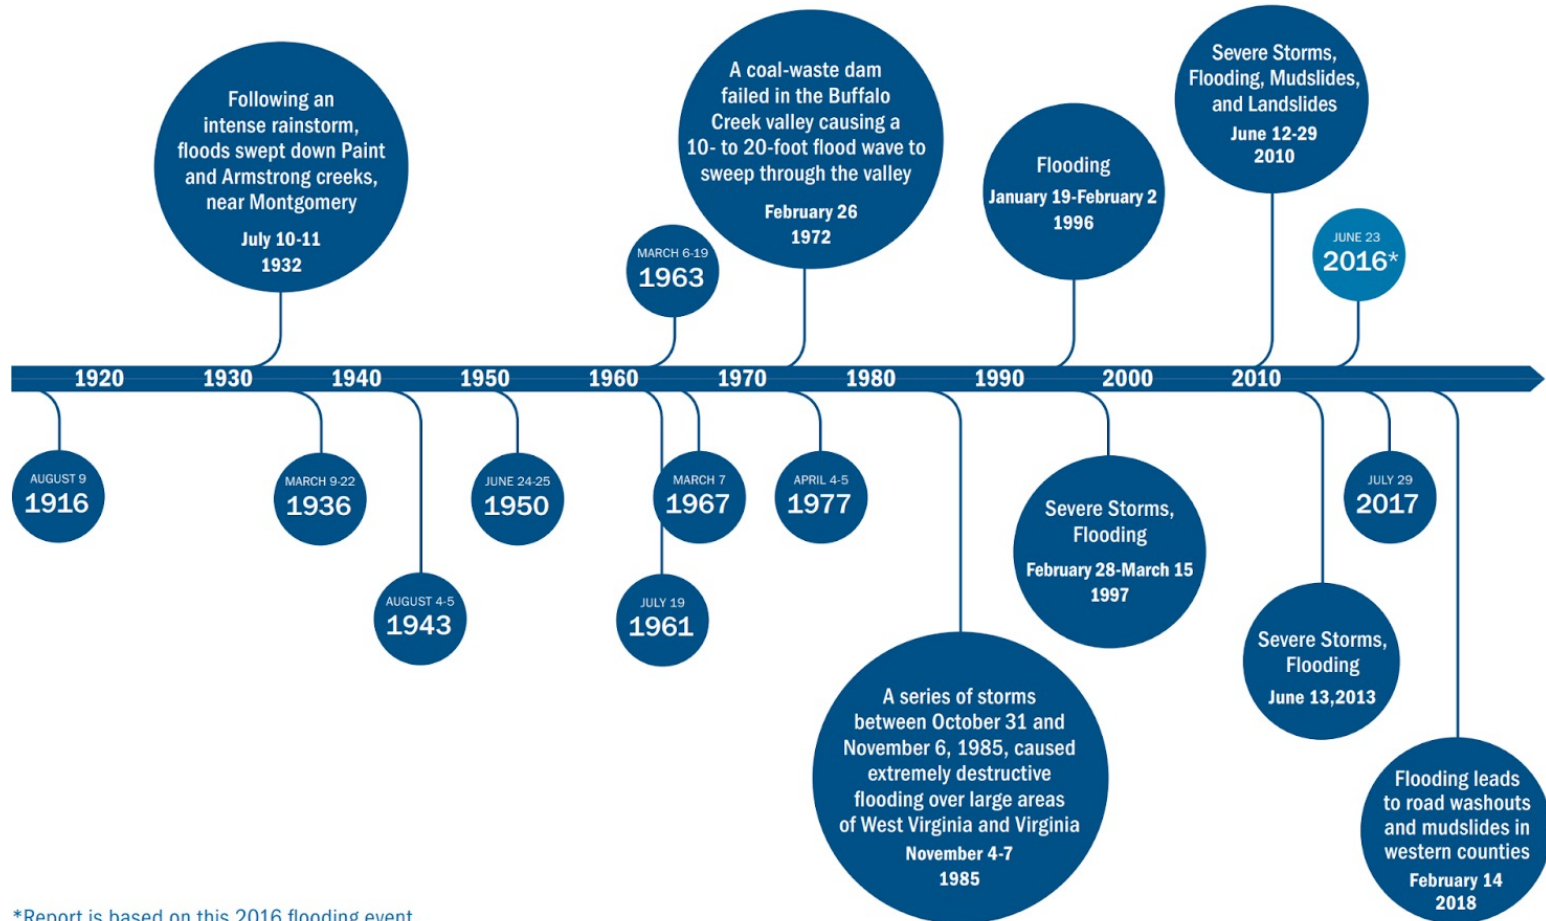 Following an
intense rainstorm,
floods swept down Paint
and Armstrong creeks,
near Montgomery
July 10-11
1932
MARCH 6-19
1963
A coal-waste dam
failed in the Buffalo
Creek valley causing a
10- to 20-foot flood wave to
sweep through the valley
February 26
1972
Flooding
January 19-February 2
1996
Severe Storms,
Flooding, Mudslides,
and Landslides
June 12-29
2010
JUNE 23
2016*
1920 1930 1940 1950 1960 1970 1980 1990 2000 2010
AUGUST 9
1916
MARCH 9-22
1936
AUGUST 4-5
1943
JUNE 24-25
1950
JULY 19
1961
MARCH 7
1967
APRIL 4-5
1977
A series of storms
between October 31 and
November 6, 1985, caused
extremely destructive
flooding over large areas
of West Virginia and Virginia
November 4-7
1985
Severe Storms,
Flooding
February 28-March 15
1997
Severe Storms,
Flooding
June 13,2013
JULY 29
2017
Flooding leads
to road washouts
and mudslides in
western counties
February 14
2018
*Report is based on this 2016 flooding event